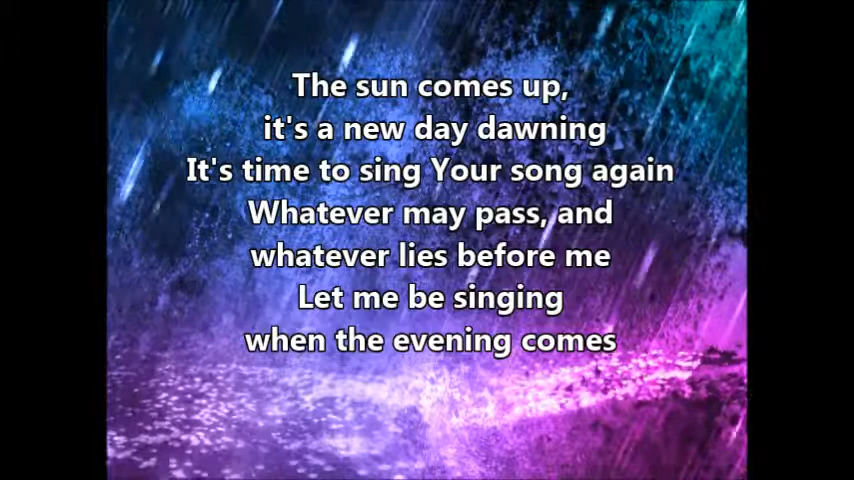 The sun comes up,
it's a new day dawning
It's time to sing Your song again
Whatever may pass, and
whatever lies before me
Let me be singing
when the evening comes